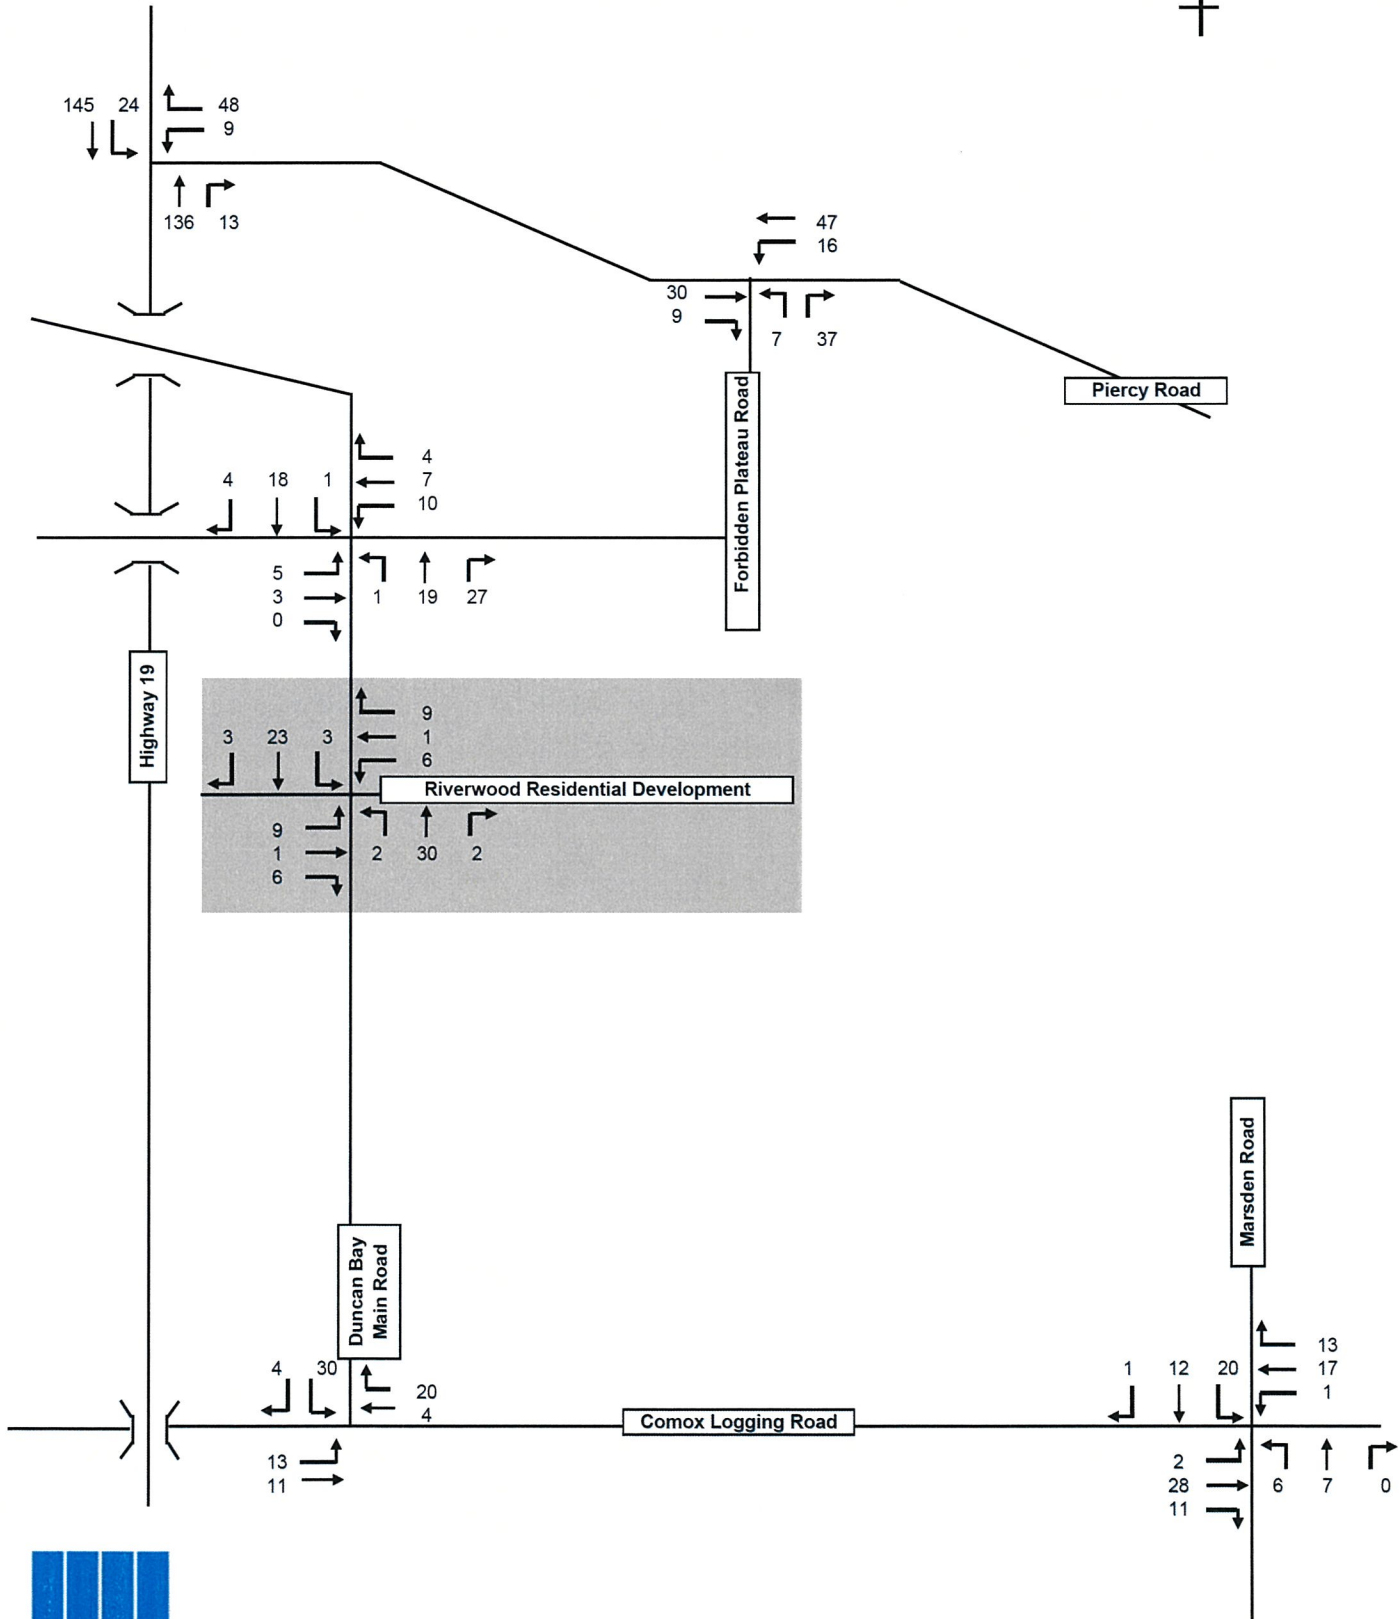 145 24 48
9
136 13
47
16
30
9
7 37
Piercy Road
Forbidden Plateau Road
4
4 18 1 7
10
5
3 1 19 27
0
Highway 19
9
3 23 3 1
6
Riverwood Residential Development
9
1 2 30 2
6
Marsden Road
Duncan Bay
Main Road
13
4 30 1 12 20 17
20 1
4
Comox Logging Road
13 2
11 28 6 7 0
11